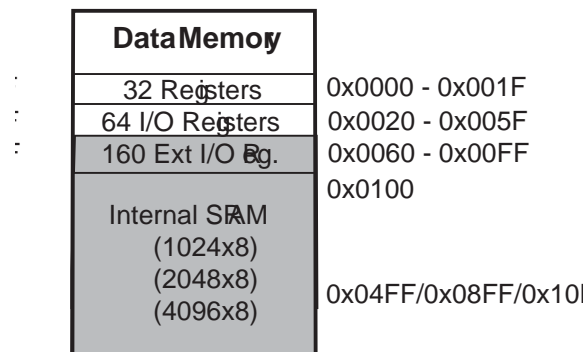 Data Memory
32 Registers 0x0000 - 0x001F
64 I/O Registers 0x0020 - 0x005F
160 Ext I/O Reg. 0x0060 - 0x00FF
0x0100
Internal SRAM
(1024x8)
(2048x8)
0x04FF/0x08FF/0x10
(4096x8)